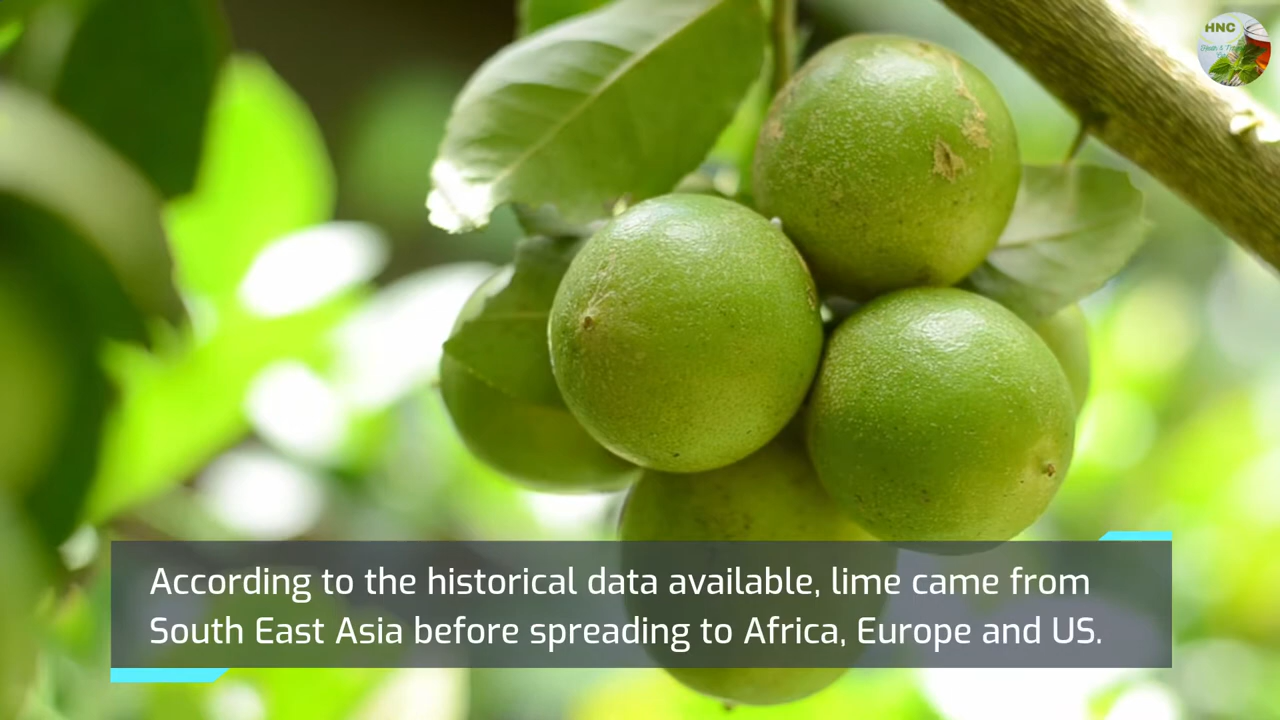 HNC
According to the historical data available, lime came from
South East Asia before spreading to Africa, Europe and US.